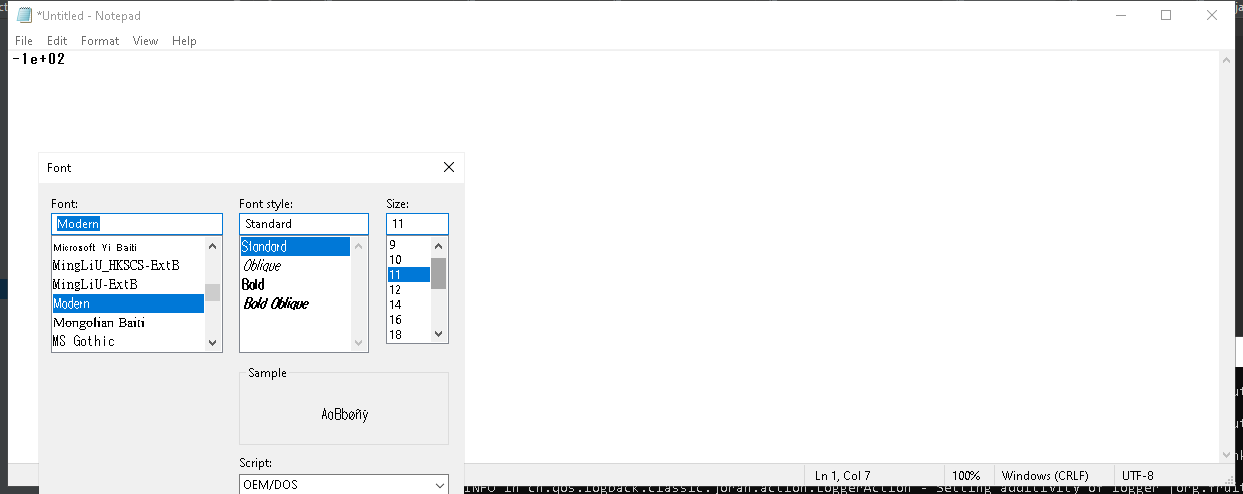 *Untitled - Notepad
File Edit Format View Help
-1e+02
Font
Font: Font style: Size:
Modern Standard 11
Microsoft Yi Baiti
MingLiU_HKSCS-ExtB
MingLiU-ExtB
Modern
Mongolian Baiti
MS Gothic
Standard
Oblique
Bold
Bold Oblique
9
10
11
12
14
16
18
Sample
AaBbøñý
Script:
OEM/DOS
Ln 1, Col 7 100% Windows (CRLF) UTF-8
INFO in ch.qos.logback.classic.joran.action.LoggerAction - Setting additivity of logger [org.